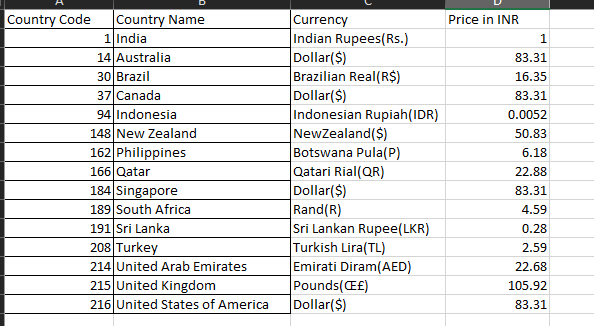 A B C D
Country Code Country Name Currency Price in INR
1 India Indian Rupees(Rs.) 1
14 Australia Dollar($) 83.31
30 Brazil Brazilian Real(R$) 16.35
37 Canada Dollar($) 83.31
94 Indonesia Indonesian Rupiah(IDR) 0.0052
148 New Zealand NewZealand($) 50.83
162 Philippines Botswana Pula(P) 6.18
166 Qatar Qatari Rial(QR) 22.88
184 Singapore Dollar($) 83.31
189 South Africa Rand(R) 4.59
191 Sri Lanka Sri Lankan Rupee(LKR) 0.28
208 Turkey Turkish Lira(TL) 2.59
214 United Arab Emirates Emirati Diram(AED) 22.68
215 United Kingdom Pounds(Œ£) 105.92
216 United States of America Dollar($) 83.31